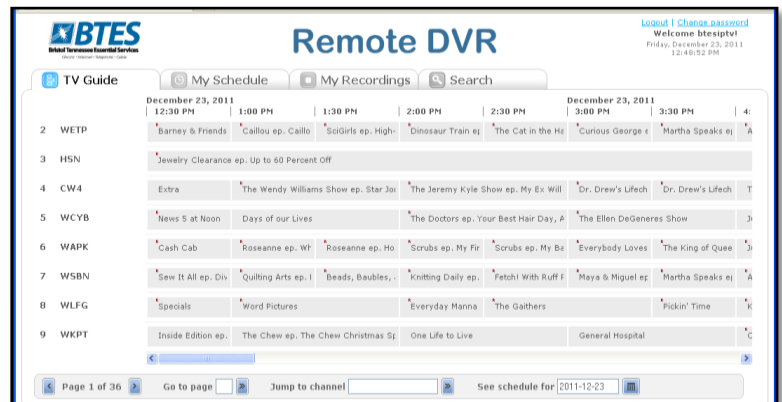 BTES
Bristol Tennessee Essential Services
Electricity • Internet • Telephone • Cable
Remote DVR
Logout | Change password
Welcome btesiptv!
Friday, December 23, 2011
12:46:52 PM
TV Guide My Schedule My Recordings Search
December 23, 2011 December 23, 2011
12:30 PM 1:00 PM 1:30 PM 2:00 PM 2:30 PM 3:00 PM 3:30 PM 4:
2 WETP Barney & Friends Caillou ep. Caillo SciGirls ep. High- Dinosaur Train ep The Cat in the Ha Curious George e Martha Speaks ep A
3 HSN Jewelry Clearance ep. Up to 60 Percent Off
4 CW4 Extra The Wendy Williams Show ep. Star Jon The Jeremy Kyle Show ep. My Ex Will Dr. Drew's Lifech Dr. Drew's Lifech T
5 WCYB News 5 at Noon Days of our Lives The Doctors ep. Your Best Hair Day, A The Ellen DeGeneres Show
6 WAPK Cash Cab Roseanne ep. Wh Roseanne ep. Ho Scrubs ep. My Fir Scrubs ep. My Ba Everybody Loves The King of Quee
7 WSBN Sew It All ep. Div Quilting Arts ep. I Beads, Baubles, Knitting Daily ep. Fetch! With Ruff R Maya & Miguel ep Martha Speaks ep A
8 WLFG Specials Word Pictures Everyday Manna The Gaithers Pickin' Time K
9 WKPT Inside Edition ep. The Chew ep. The Chew Christmas Sp One Life to Live General Hospital
Page 1 of 36 Go to page Jump to channel See schedule for 2011-12-23